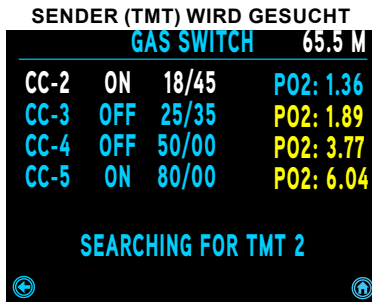 SENDER (TMT) WIRD GESUCHT
GAS SWITCH 65.5 M
CC-2 ON 18/45 PO2: 1.36
CC-3 OFF 25/35 PO2: 1.89
CC-4 OFF 50/00 PO2: 3.77
CC-5 ON 80/00 PO2: 6.04
SEARCHING FOR TMT 2